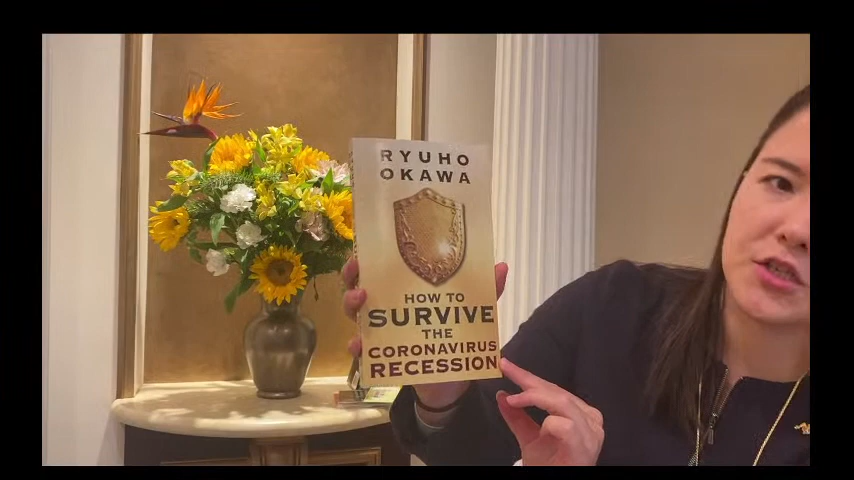 RYUHO
OKAWA
HOW TO
SURVIVE
THE
CORONAVIRUS
RECESSION